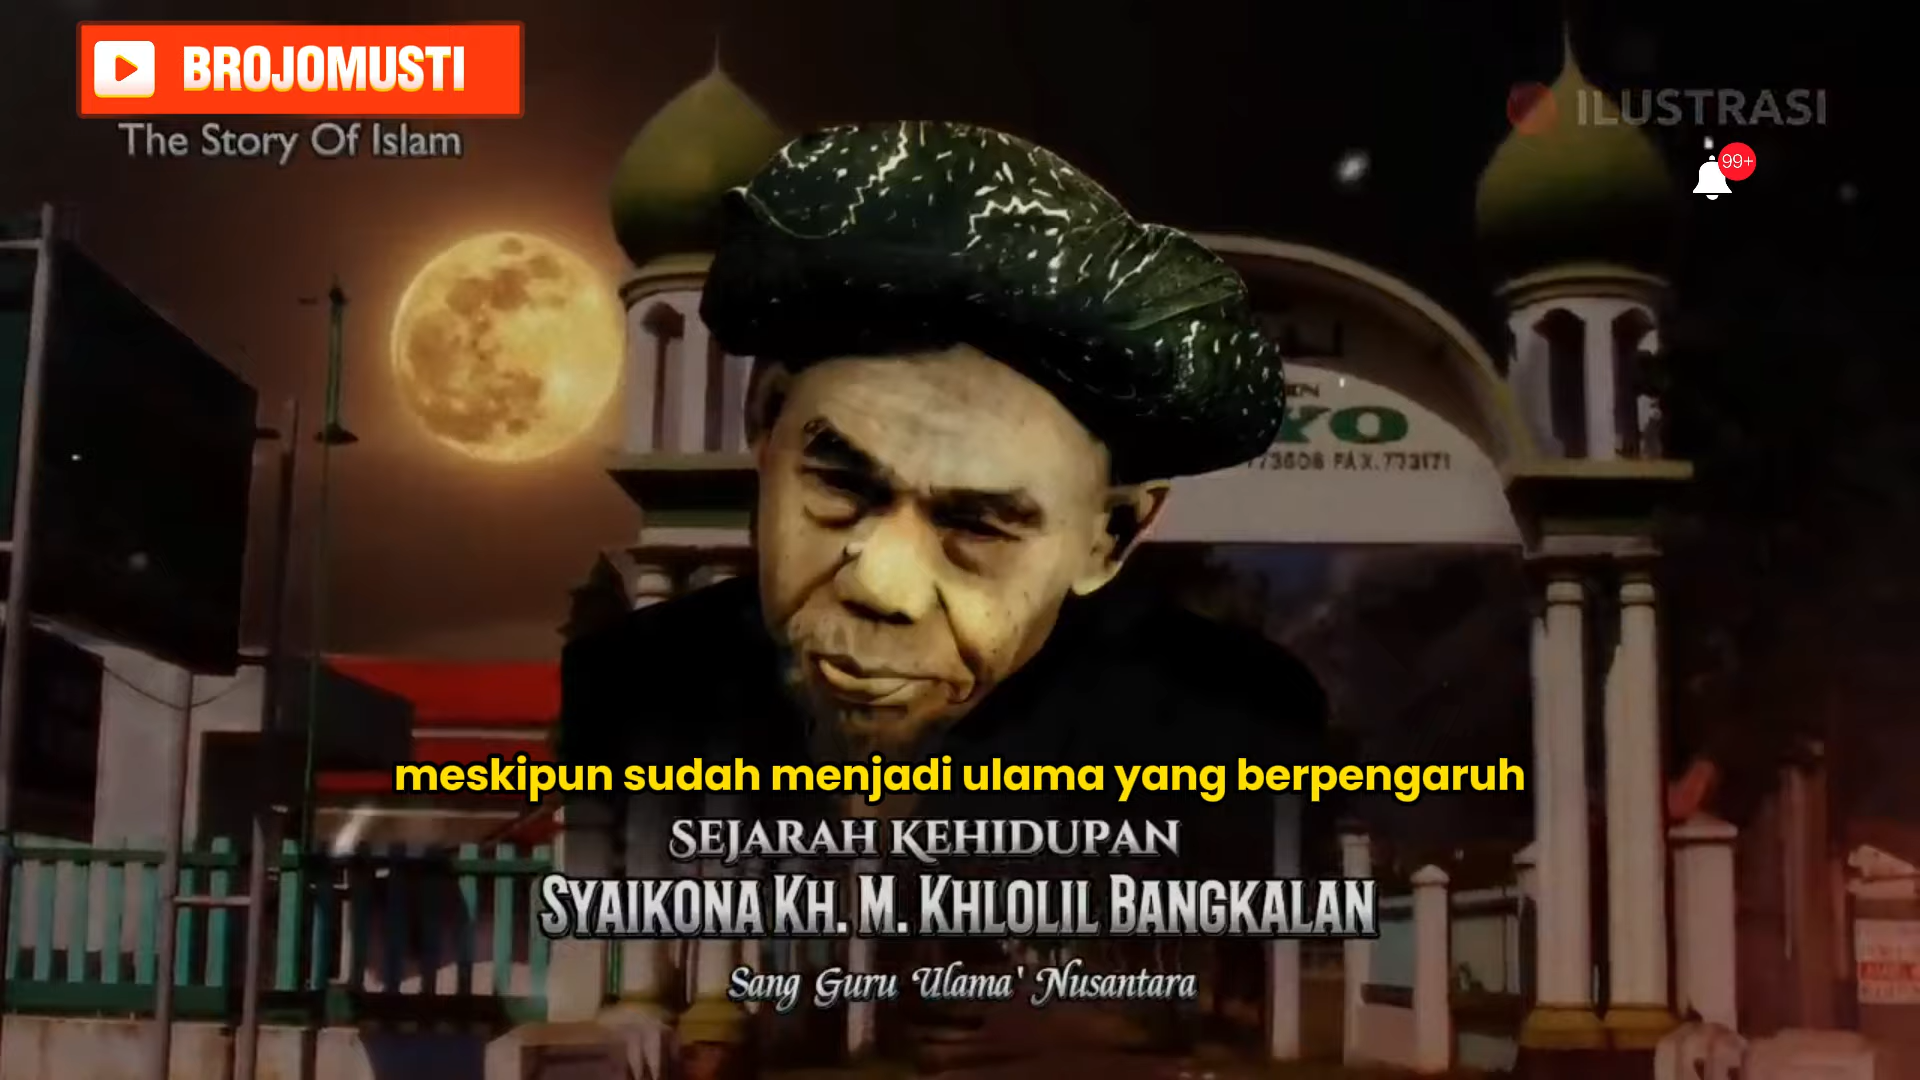 BROJOMUSTI
The Story Of Islam
ILUSTRASI
99+
YO
773608 FAX.773171
meskipun sudah menjadi ulama yang berpengaruh
SEJARAH KEHIDUPAN
SYAIKONA KH. M. KHLOLIL BANGKALAN
Sang Guru Ulama' Nusantara